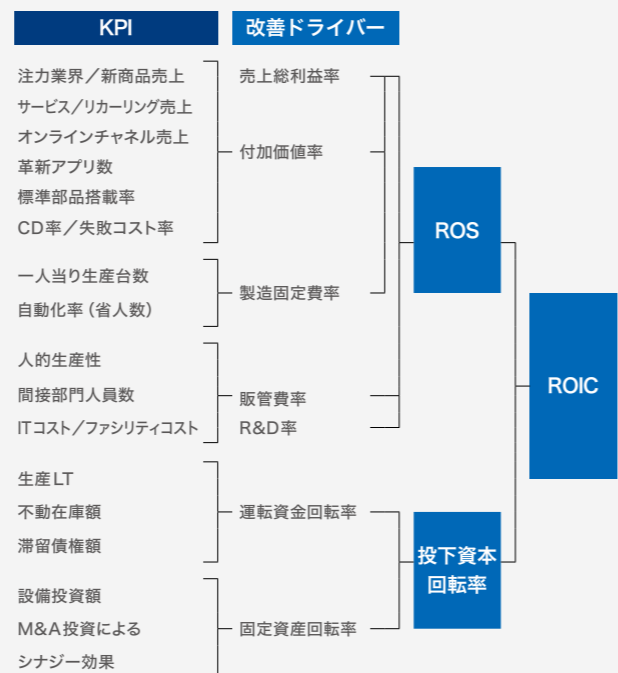 KPI
改善ドライバー
注力業界／新商品売上
サービス／リカーリング売上
オンラインチャネル売上
革新アプリ数
標準部品搭載率
CD率／失敗コスト率
売上総利益率
付加価値率
一人当り生産台数
自動化率（省人数）
製造固定費率
人的生産性
間接部門人員数
ITコスト／ファシリティコスト
販管費率
R&D率
生産LT
不動在庫額
滞留債権額
運転資金回転率
設備投資額
M&A投資による
シナジー効果
固定資産回転率
ROS
投下資本
回転率
ROIC